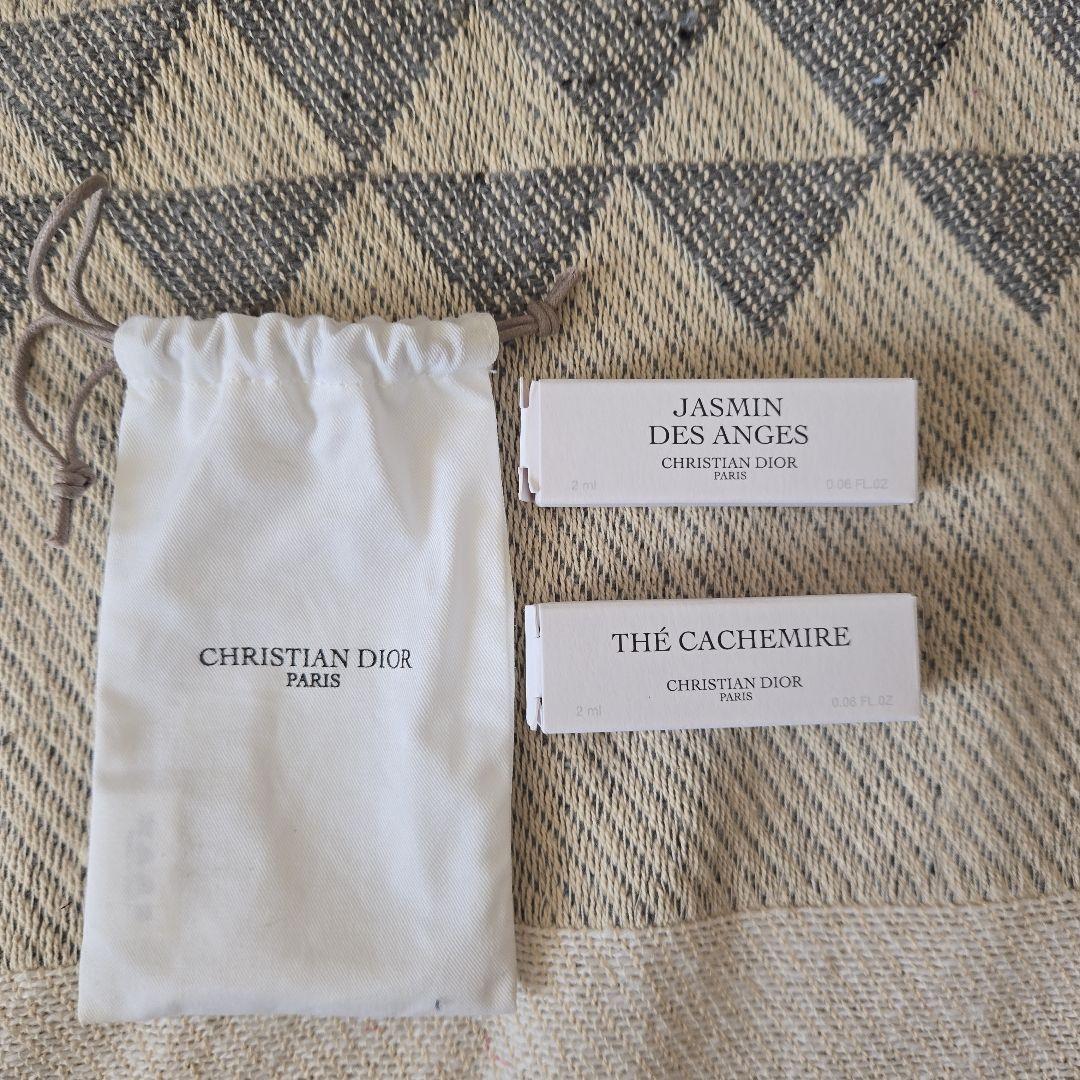 CHRISTIAN DIOR
PARIS
JASMIN
DES ANGES
CHRISTIAN DIOR
PARIS
2 ml
0.06 FL.OZ
THÉ CACHEMIRE
CHRISTIAN DIOR
PARIS
2 ml
0.06 FL.OZ